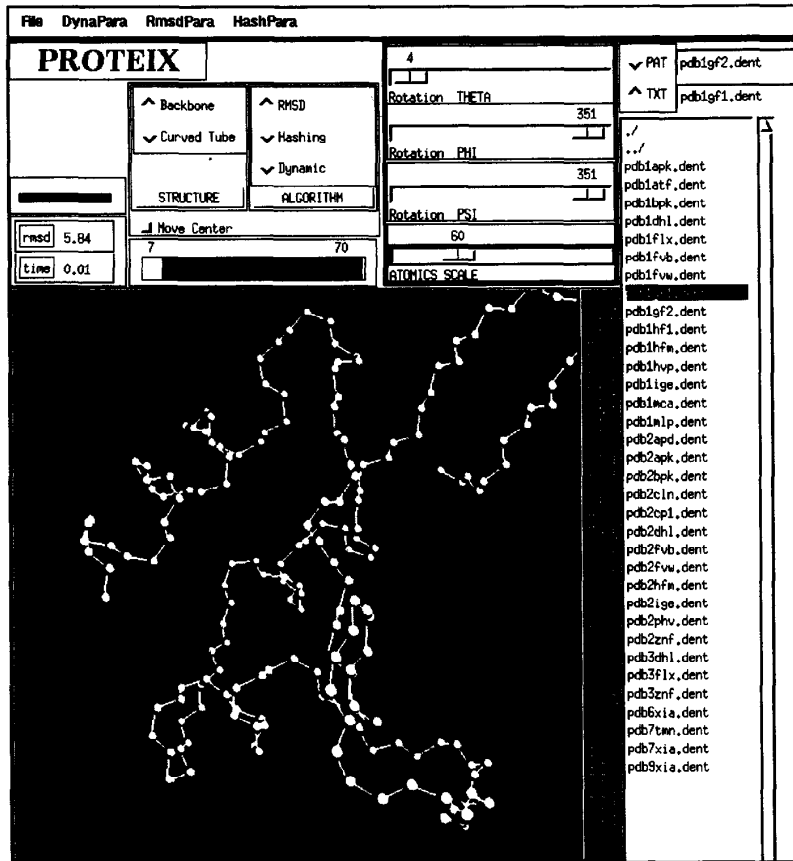 File DynaPara RmsdPara HashPara
PROTEIX
Backbone
Curved Tube
STRUCTURE
RMSD
Hashing
Dynamic
ALGORITHM
Move Center
rmsd 5.84
time 0.01
7 70
4
Rotation THETA
351
Rotation PHI
351
Rotation PSI
60
ATOMICS SCALE
PAT pdb1gf2.dent
TXT pdb1gf1.dent
./
../
pdb1apk.dent
pdb1atf.dent
pdb1bpk.dent
pdb1dhl.dent
pdb1flx.dent
pdb1fvb.dent
pdb1fvw.dent
pdb1gf2.dent
pdb1hf1.dent
pdb1hfm.dent
pdb1hvp.dent
pdb1ige.dent
pdb1mca.dent
pdb1mlp.dent
pdb2apd.dent
pdb2apk.dent
pdb2bpk.dent
pdb2cln.dent
pdb2cp1.dent
pdb2dhl.dent
pdb2fvb.dent
pdb2fvw.dent
pdb2hfm.dent
pdb2ige.dent
pdb2phv.dent
pdb2znf.dent
pdb3dhl.dent
pdb3flx.dent
pdb3znf.dent
pdb6xia.dent
pdb7tmn.dent
pdb7xia.dent
pdb9xia.dent